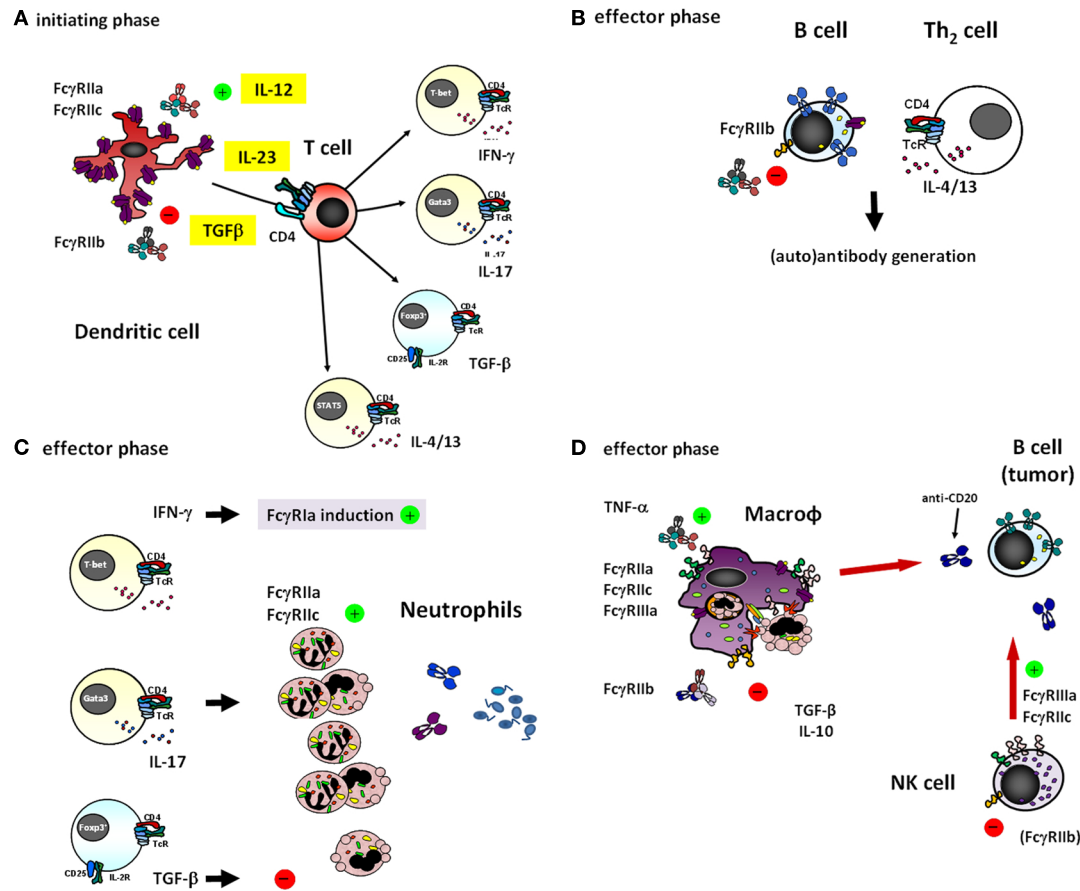 A initiating phase
FcγRIIa
FcγRIIc
+
IL-12
IL-23
T cell
−
TGFβ
FcγRIIb
CD4
Dendritic cell
T-bet
CD4
TcR
IFN-γ
Gata3
CD4
TcR
IL-17
IL-17
Foxp3+
CD4
TcR
CD25
IL-2R
TGF-β
STAT5
CD4
TcR
IL-4/13
B effector phase
B cell
Th2 cell
FcγRIIb
−
CD4
TcR
IL-4/13
(auto)antibody generation
C effector phase
IFN-γ
FcγRIa induction +
T-bet
CD4
TcR
FcγRIIa
FcγRIIc
+
Neutrophils
Gata3
CD4
TcR
IL-17
Foxp3+
CD4
TcR
CD25
IL-2R
TGF-β
−
D effector phase
B cell
(tumor)
TNF-α
+
Macroϕ
anti-CD20
FcγRIIa
FcγRIIc
FcγRIIIa
FcγRIIb
−
TGF-β
IL-10
+
FcγRIIIa
FcγRIIc
NK cell
−
(FcγRIIb)